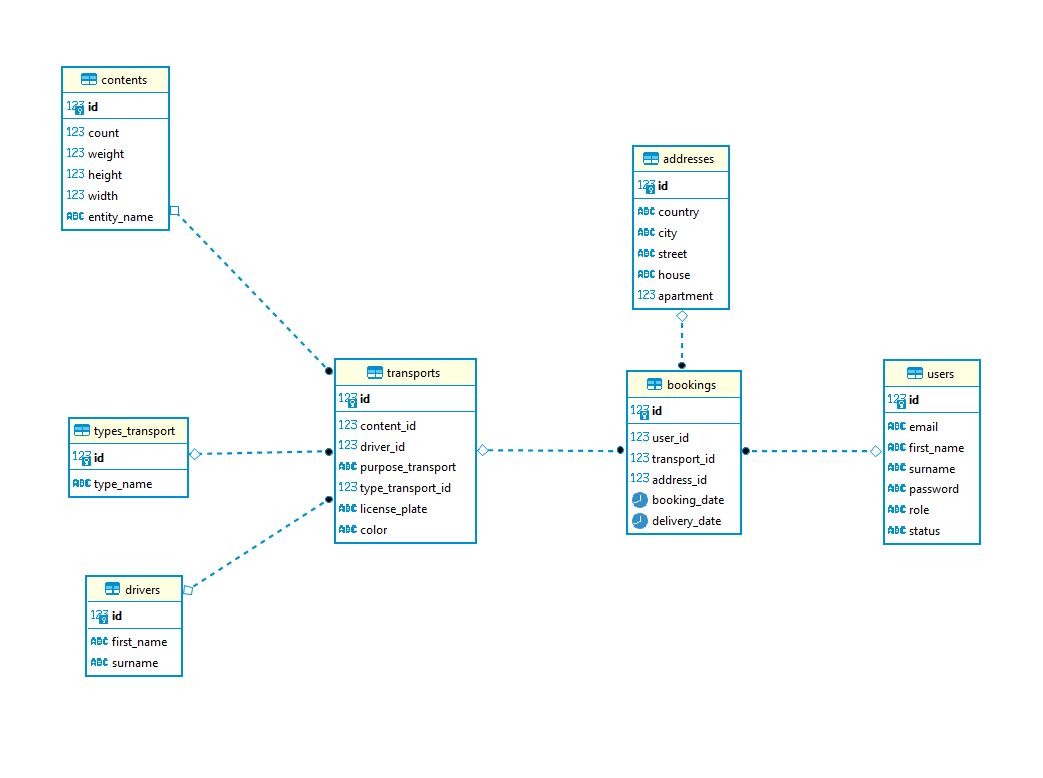 contents
123 id
123 count
123 weight
123 height
123 width
ABC entity_name
addresses
123 id
ABC country
ABC city
ABC street
ABC house
123 apartment
transports
123 id
123 content_id
123 driver_id
ABC purpose_transport
123 type_transport_id
ABC license_plate
ABC color
bookings
123 id
123 user_id
123 transport_id
123 address_id
booking_date
delivery_date
users
123 id
ABC email
ABC first_name
ABC surname
ABC password
ABC role
ABC status
types_transport
123 id
ABC type_name
drivers
123 id
ABC first_name
ABC surname